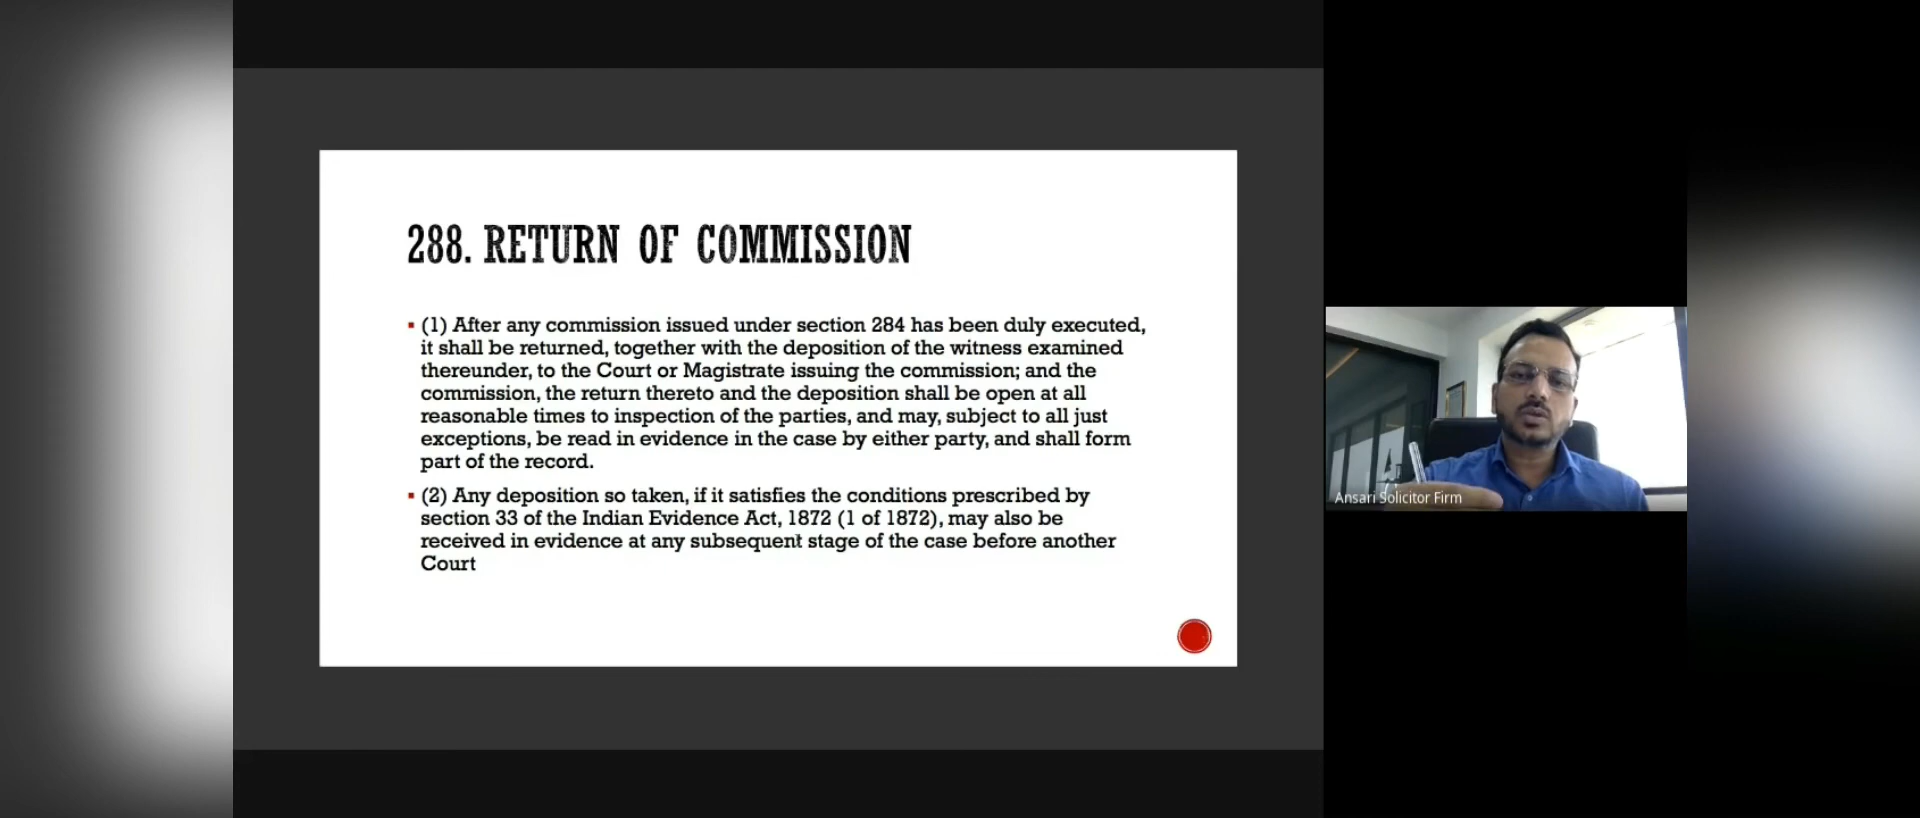 288. RETURN OF COMMISSION
▪ (1) After any commission issued under section 284 has been duly executed,
it shall be returned, together with the deposition of the witness examined
thereunder, to the Court or Magistrate issuing the commission; and the
commission, the return thereto and the deposition shall be open at all
reasonable times to inspection of the parties, and may, subject to all just
exceptions, be read in evidence in the case by either party, and shall form
part of the record.
▪ (2) Any deposition so taken, if it satisfies the conditions prescribed by
section 33 of the Indian Evidence Act, 1872 (1 of 1872), may also be
received in evidence at any subsequent stage of the case before another
Court
Ansari Solicitor Firm